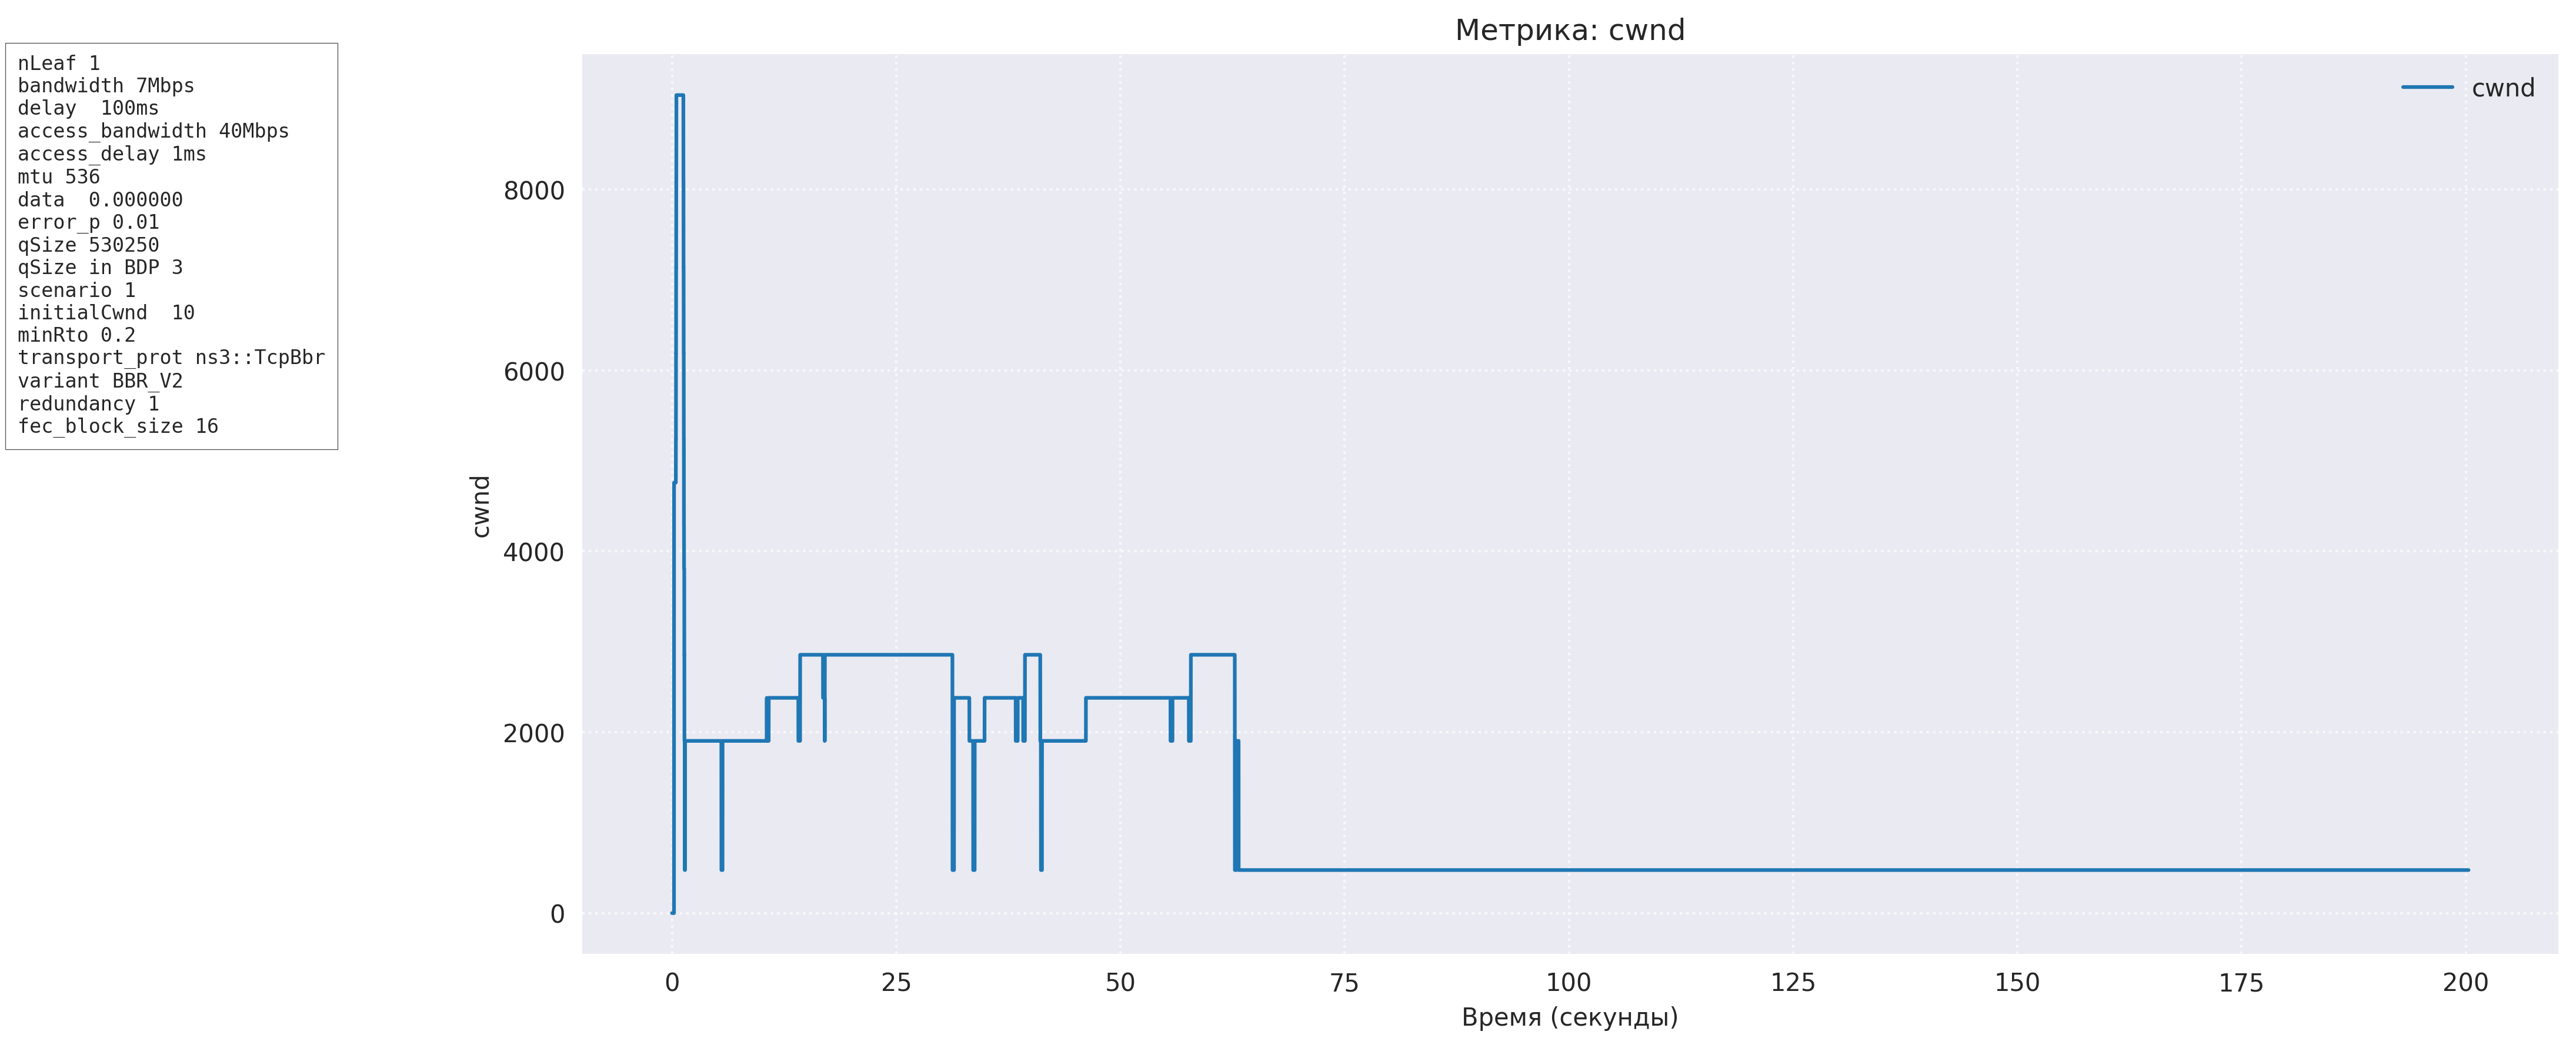 Метрика: cwnd
nLeaf 1
bandwidth 7Mbps
delay  100ms
access_bandwidth 40Mbps
access_delay 1ms
mtu 536
data  0.000000
error_p 0.01
qSize 530250
qSize in BDP 3
scenario 1
initialCwnd  10
minRto 0.2
transport_prot ns3::TcpBbr
variant BBR_V2
redundancy 1
fec_block_size 16
cwnd
cwnd
8000
6000
4000
2000
0
0 25 50 75 100 125 150 175 200
Время (секунды)